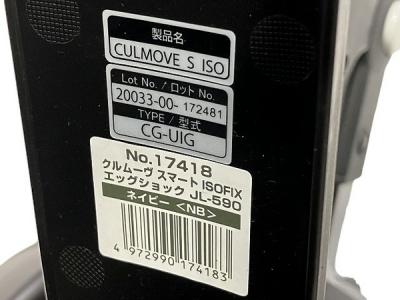 製品名
CULMOVE S ISO
Lot No. / ロット No.
20033-00- 172481
TYPE / 型式
CG-UIG
No.17418
クルムーヴ スマート ISOFIX
エッグショック JL-590
ネイビー <NB>
4 972990 174183